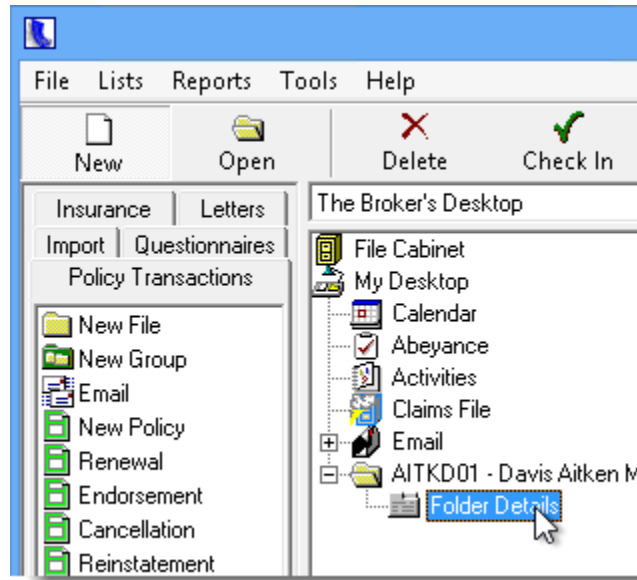 File Lists Reports Tools Help
New Open Delete Check In
Insurance Letters
Import Questionnaires
Policy Transactions
New File
New Group
Email
New Policy
Renewal
Endorsement
Cancellation
Reinstatement
The Broker's Desktop
File Cabinet
My Desktop
Calendar
Abeyance
Activities
Claims File
Email
AITKD01 - Davis Aitken M
Folder Details